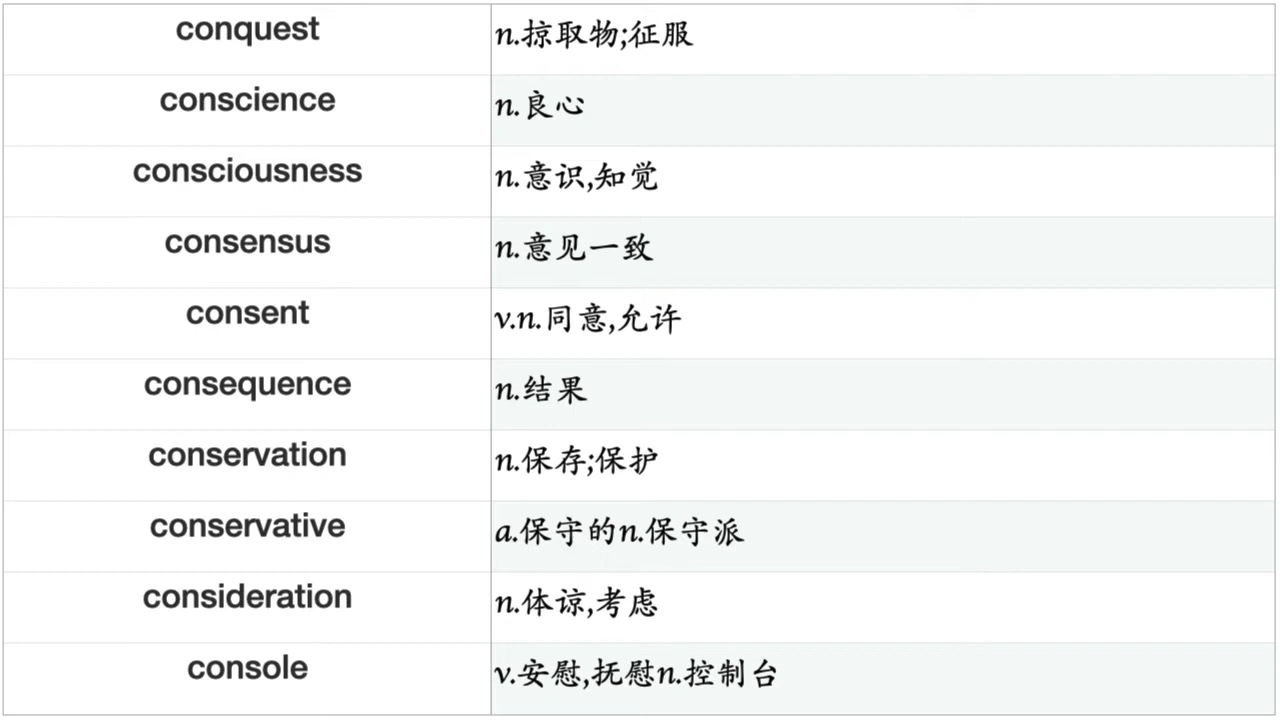 conquest n.掠取物;征服
conscience n.良心
consciousness n.意识,知觉
consensus n.意见一致
consent v.n.同意,允许
consequence n.结果
conservation n.保存;保护
conservative a.保守的n.保守派
consideration n.体谅,考虑
console v.安慰,抚慰n.控制台